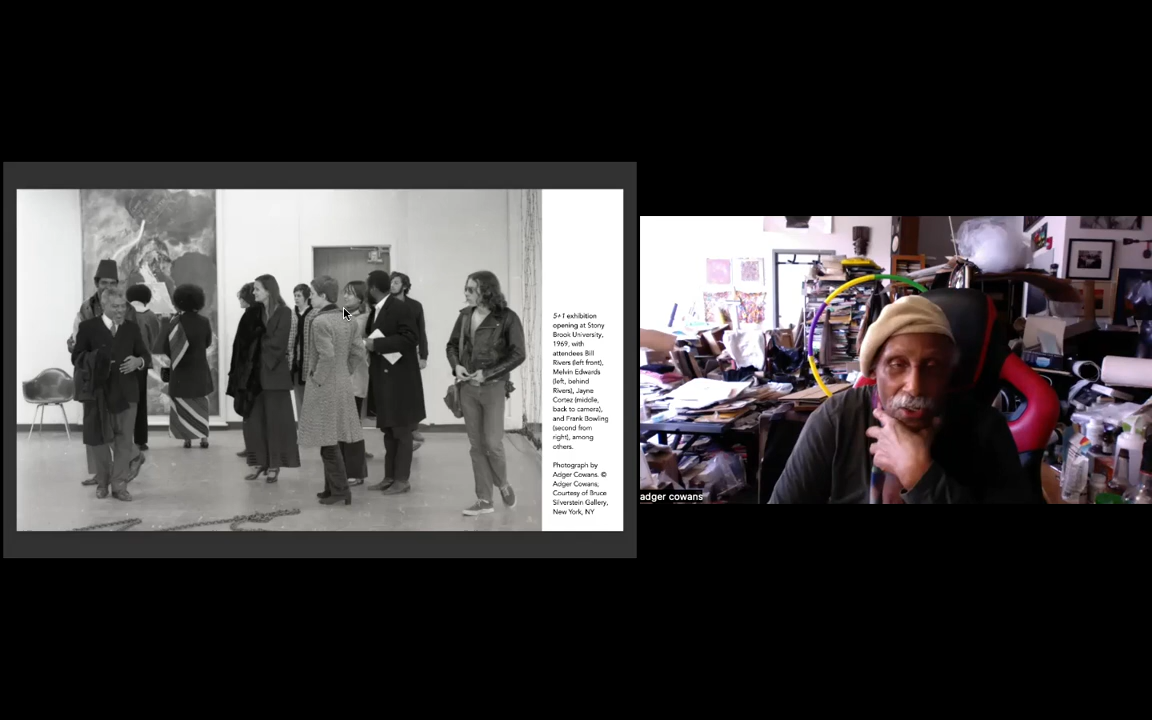 5+1 exhibition
opening at Stony
Brook University,
1969, with
attendees Bill
Rivers (left front),
Melvin Edwards
(left, behind
Rivers), Jayne
Cortez (middle,
back to camera),
and Frank Bowling
(second from
right), among
others.
Photograph by
Adger Cowans. ©
Adger Cowans,
Courtesy of Bruce
Silverstein Gallery,
New York, NY
adger cowans